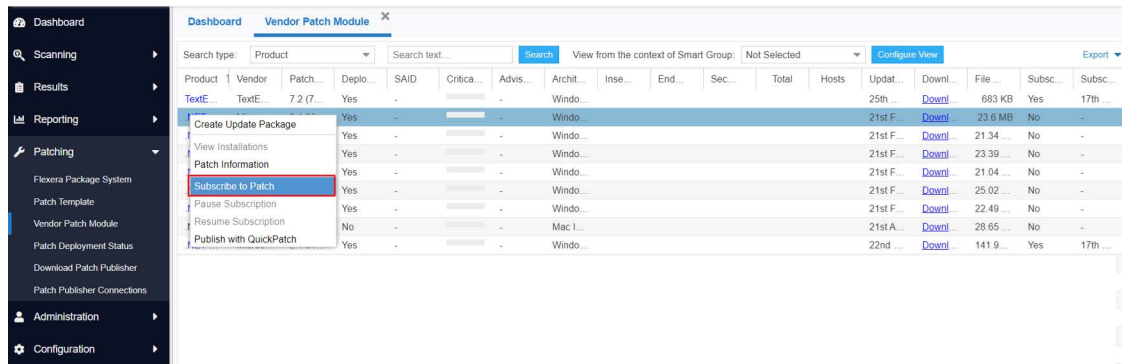 Dashboard
Scanning
Results
Reporting
Patching
Flexera Package System
Patch Template
Vendor Patch Module
Patch Deployment Status
Download Patch Publisher
Patch Publisher Connections
Administration
Configuration
Dashboard Vendor Patch Module
Search type: Product Search text... Search View from the context of Smart Group: Not Selected Configure View Export
Product 1 Vendor Patch... Deplo... SAID Critica... Advis... Archit... Inse... End... Sec... Total Hosts Updat... Downl... File ... Subsc... Subsc...
TextE... TextE... 7.2 (7... Yes - - Windo... 25th ... Downl... 683 KB Yes 17th ...
Yes - - Windo... 21st F... Downl... 23.6 MB No -
Create Update Package
- - Windo... 21st F... Downl... 21.34 ... No -
View Installations
Yes - - Windo... 21st F... Downl... 23.39 ... No -
Patch Information
Yes - - Windo... 21st F... Downl... 21.04 ... No -
Subscribe to Patch
Yes - - Windo... 21st F... Downl... 25.02 ... No -
Pause Subscription
Yes - - Windo... 21st F... Downl... 22.49 ... No -
Resume Subscription
No - - Mac I... 21st A... Downl... 28.65 ... No -
Publish with QuickPatch
Yes - - Windo... 22nd ... Downl... 141.9... Yes 17th ...